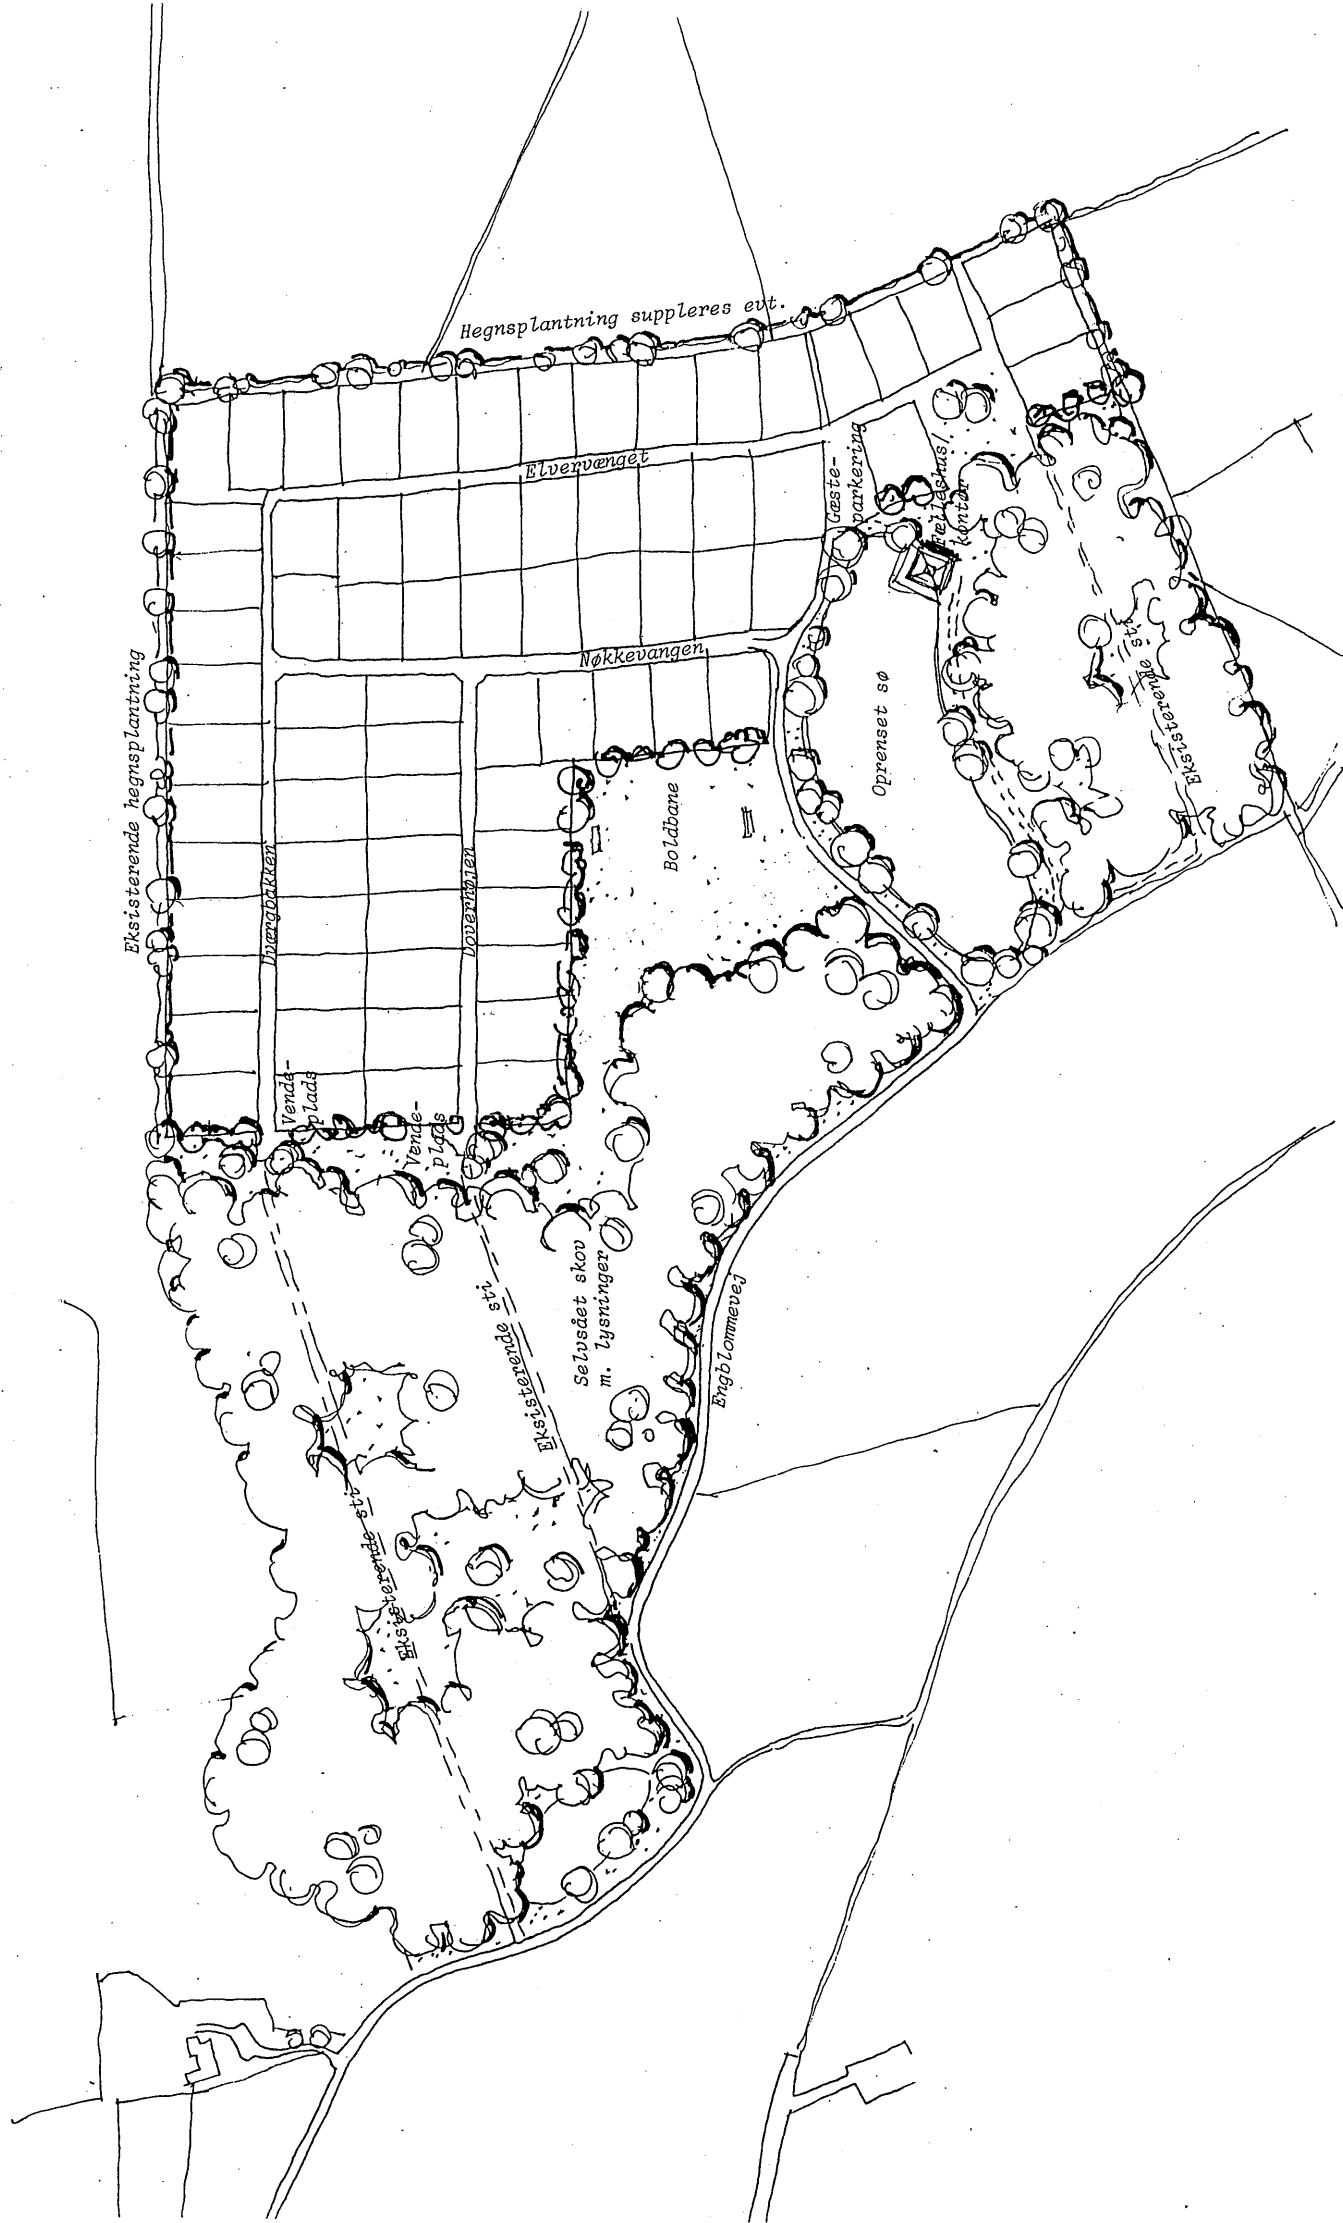 Hegnsplantning suppleres evt.
Elvervænget
Gæste-
parkering
Fælleshus/
kontor
Nøkkevangen
Eksisterende hegnsplantning
Oprenset sø
Eksisterende sti
Boldbane
Dværgbakken
Doverhøjen
Vende-
plads
Vende-
plads
Selvsået skov
m. lysninger
Eksisterende sti
Engblommevej
Eksisterende sti